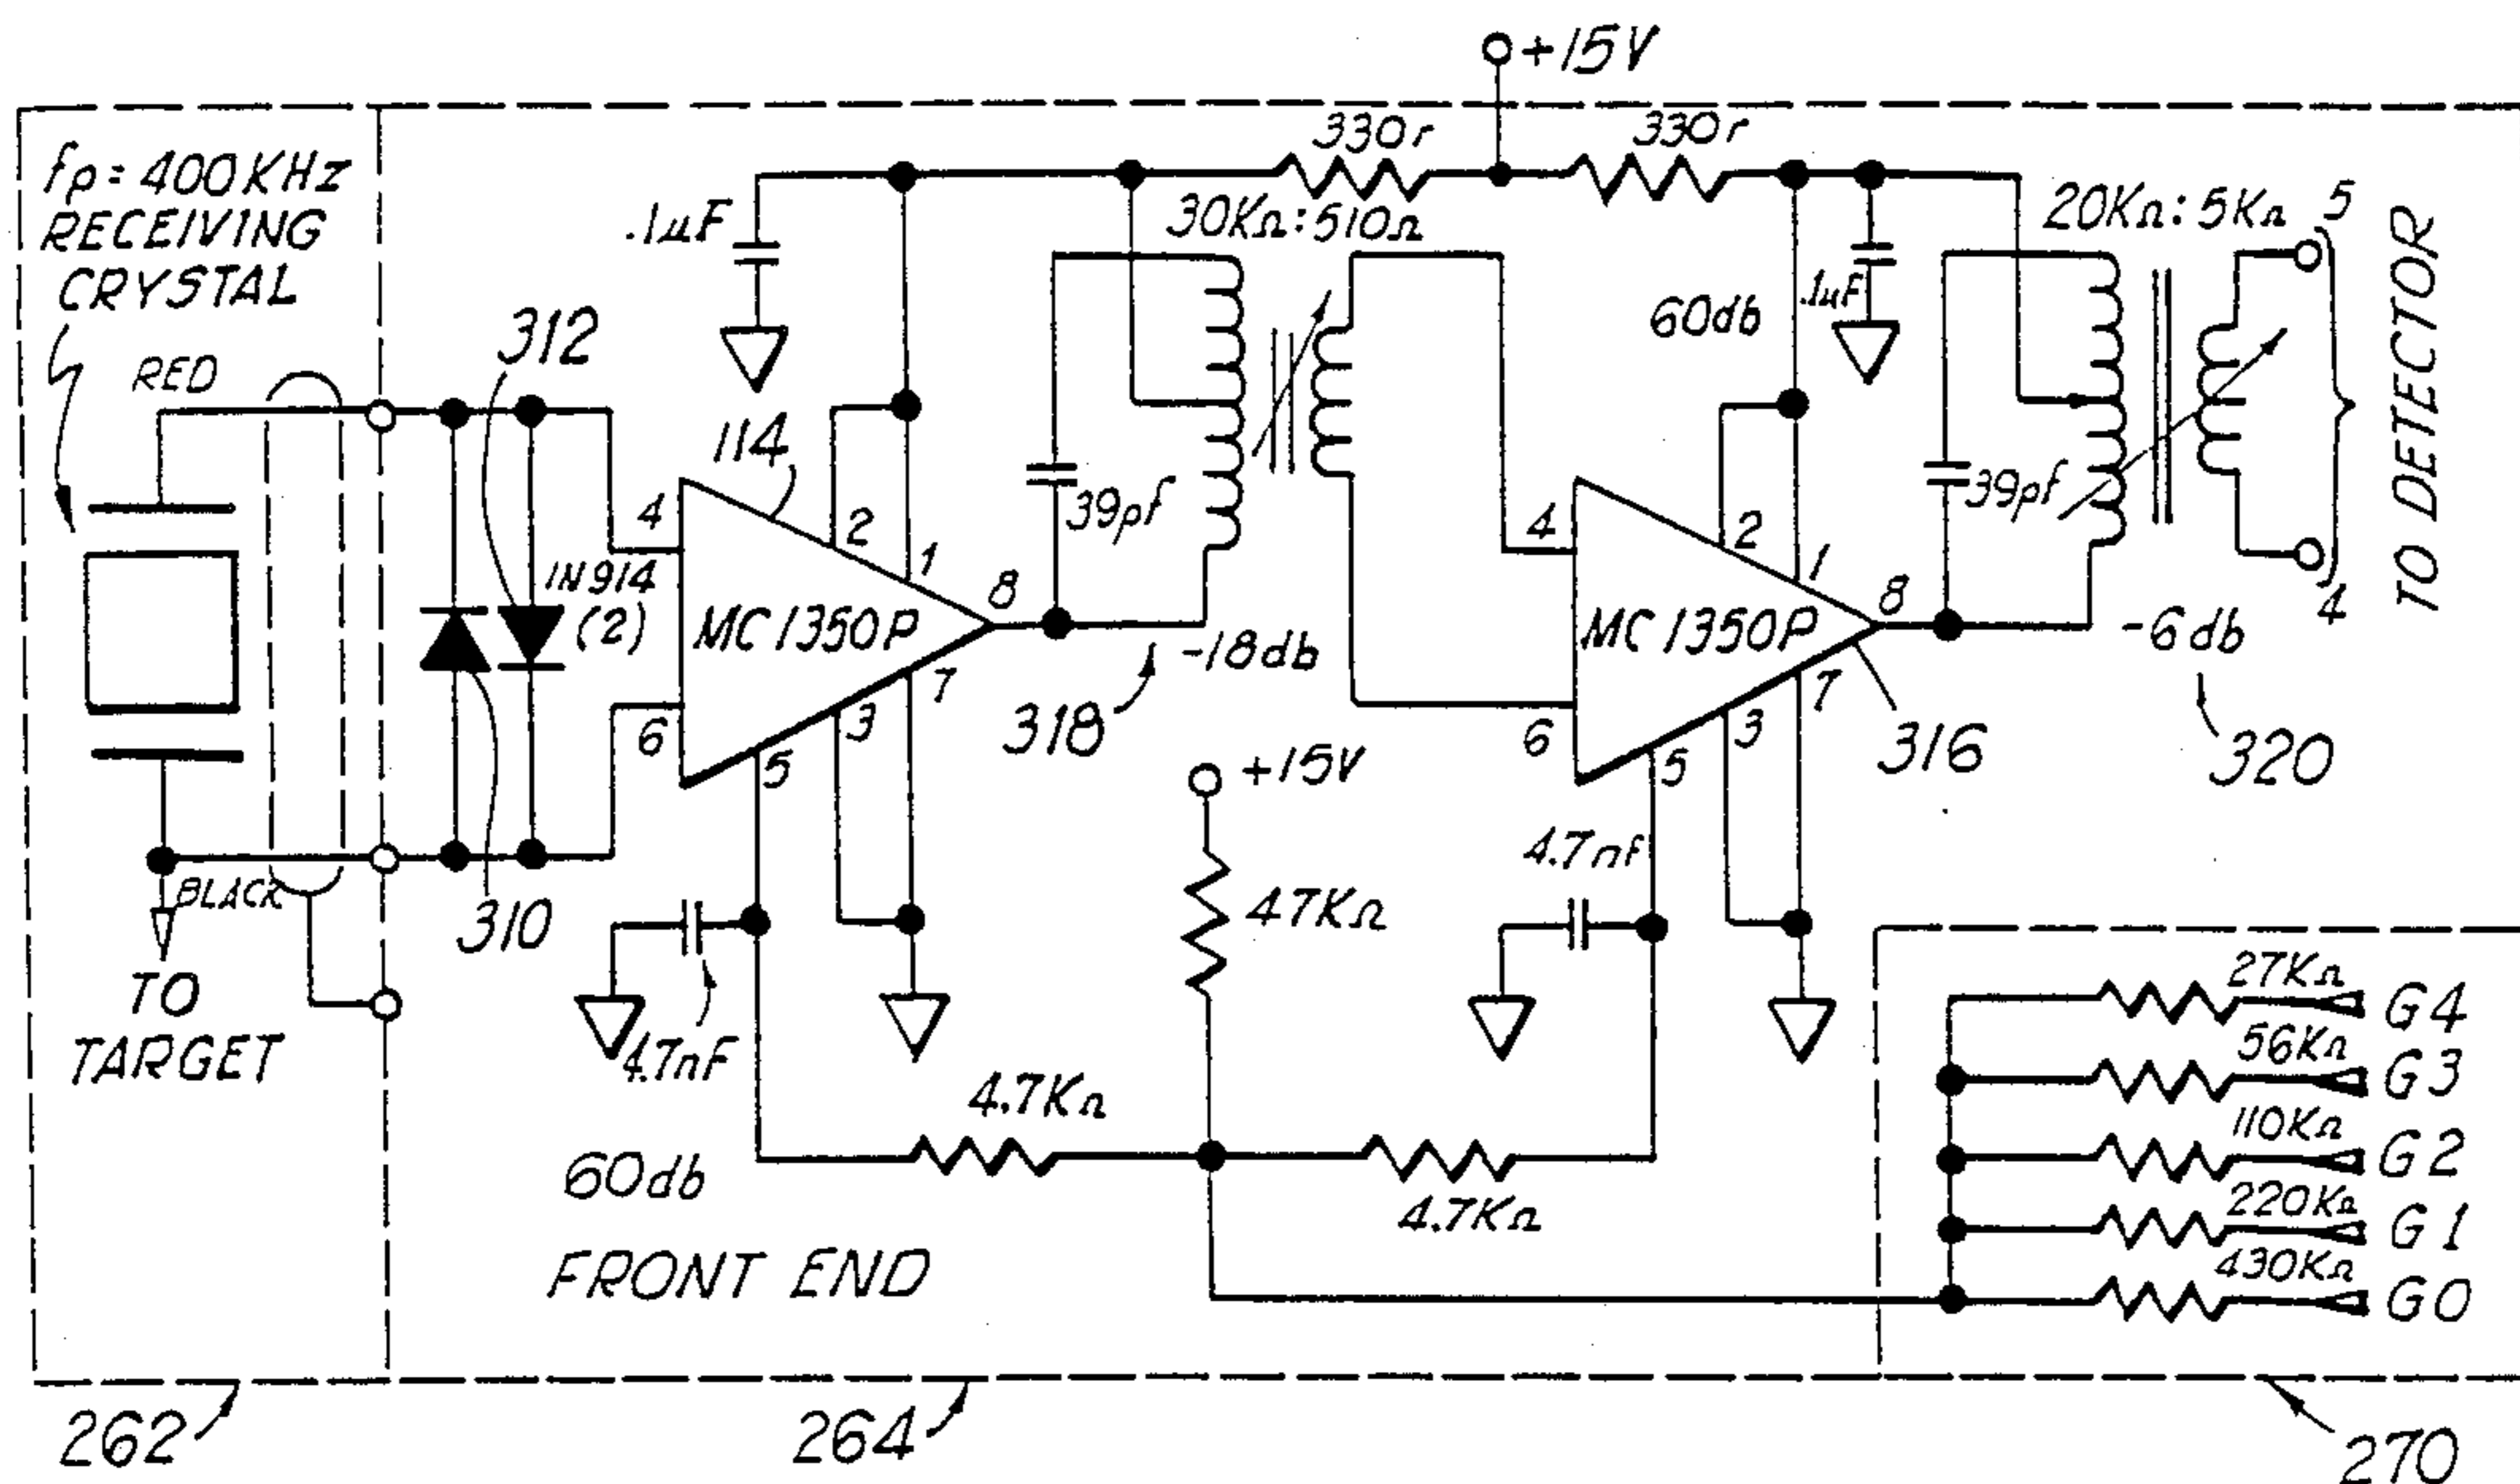 +15V
330r
330r
fp=400KHz
RECEIVING
CRYSTAL
.1µF
30KΩ:510Ω
20KΩ:5KΩ
5
60db
.1µF
312
RED
114
4
2
1
8
39pf
4
2
1
8
39pf
4
TO DETECTOR
1N914
(2)
MC1350P
MC1350P
-18db
-6db
318
6
5
3
7
6
5
3
7
316
320
+15V
4.7nf
47KΩ
BLACK
310
TO
TARGET
4.7nF
4.7KΩ
4.7KΩ
60db
FRONT END
27KΩ
G4
56KΩ
G3
110KΩ
G2
220KΩ
G1
430KΩ
G0
262
264
270